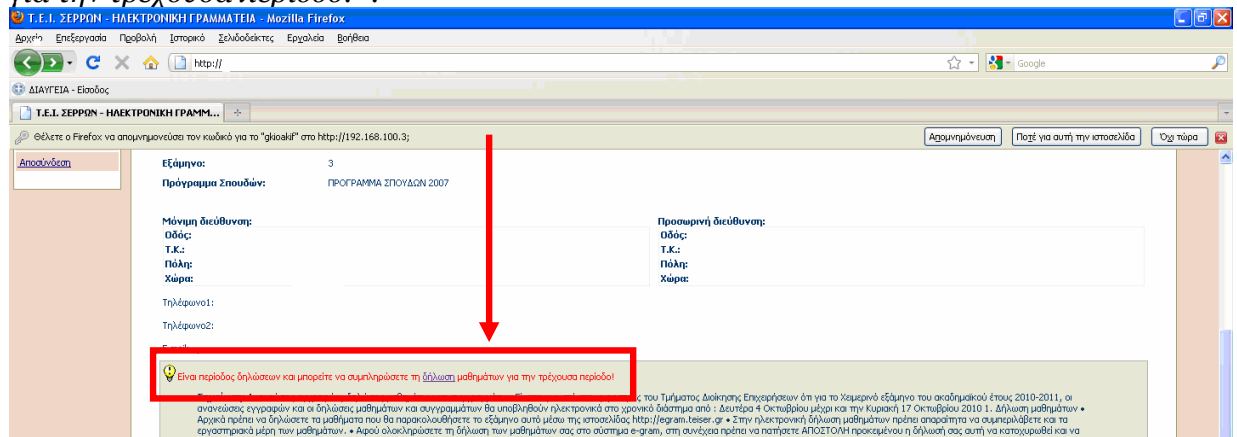 για την τρέχουσα περίοδο!".
Τ.Ε.Ι. ΣΕΡΡΩΝ - ΗΛΕΚΤΡΟΝΙΚΗ ΓΡΑΜΜΑΤΕΙΑ - Mozilla Firefox
Αρχείο Επεξεργασία Προβολή Ιστορικό Σελιδοδείκτες Εργαλεία Βοήθεια
http:// Google
ΔΙΑΥΓΕΙΑ - Είσοδος
Τ.Ε.Ι. ΣΕΡΡΩΝ - ΗΛΕΚΤΡΟΝΙΚΗ ΓΡΑΜΜ...
Θέλετε ο Firefox να απομνημονεύσει τον κωδικό για το "gkioakif" στο http://192.168.100.3; Απομνημόνευση Ποτέ για αυτή την ιστοσελίδα Όχι τώρα
Αποσύνδεση
Εξάμηνο: 3
Πρόγραμμα Σπουδών: ΠΡΟΓΡΑΜΜΑ ΣΠΟΥΔΩΝ 2007
Μόνιμη διεύθυνση: Προσωρινή διεύθυνση:
Οδός: Οδός:
Τ.Κ.: Τ.Κ.:
Πόλη: Πόλη:
Χώρα: Χώρα:
Τηλέφωνο1:
Τηλέφωνο2:
Είναι περίοδος δηλώσεων και μπορείτε να συμπληρώσετε τη δήλωση μαθημάτων για την τρέχουσα περίοδο!
του Τμήματος Διοίκησης Επιχειρήσεων ότι για το Χειμερινό εξάμηνο του ακαδημαϊκού έτους 2010-2011, οι
ανανεώσεις εγγραφών και οι δηλώσεις μαθημάτων και συγγραμμάτων θα υποβληθούν ηλεκτρονικά στο χρονικό διάστημα από : Δευτέρα 4 Οκτωβρίου μέχρι και την Κυριακή 17 Οκτωβρίου 2010 1. Δήλωση μαθημάτων •
Αρχικά πρέπει να δηλώσετε τα μαθήματα που θα παρακολουθήσετε το εξάμηνο αυτό μέσω της ιστοσελίδας http://egram.teiser.gr • Στην ηλεκτρονική δήλωση μαθημάτων πρέπει απαραίτητα να συμπεριλάβετε και τα
εργαστηριακά μέρη των μαθημάτων. • Αφού ολοκληρώσετε τη δήλωση των μαθημάτων σας στο σύστημα e-gram, στη συνέχεια πρέπει να πατήσετε ΑΠΟΣΤΟΛΗ προκειμένου η δήλωσή σας αυτή να κατοχυρωθεί και να